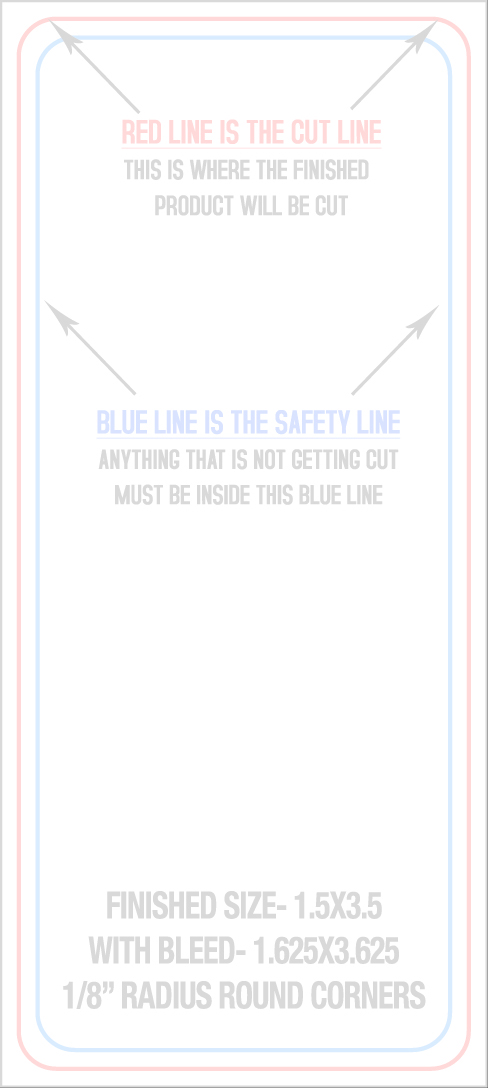 RED LINE IS THE CUT LINE
THIS IS WHERE THE FINISHED
PRODUCT WILL BE CUT
BLUE LINE IS THE SAFETY LINE
ANYTHING THAT IS NOT GETTING CUT
MUST BE INSIDE THIS BLUE LINE
FINISHED SIZE- 1.5X3.5
WITH BLEED- 1.625X3.625
1/8” RADIUS ROUND CORNERS